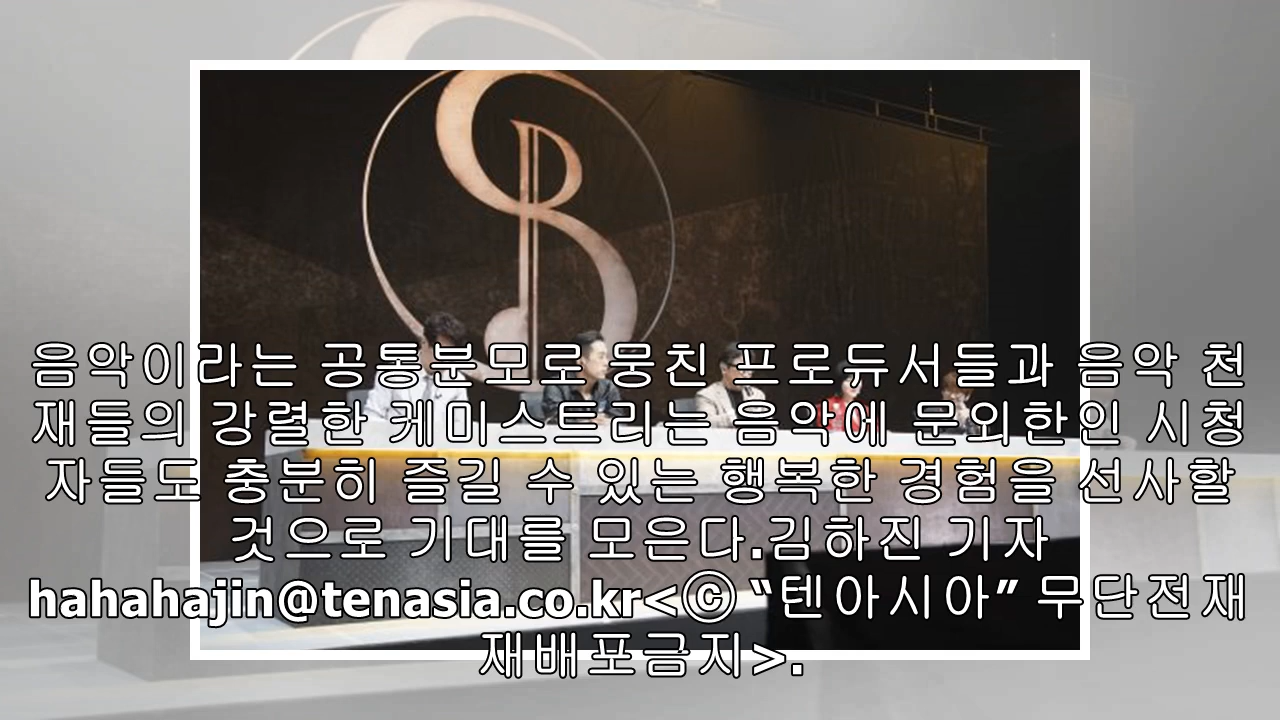 음악이라는 공통분모로 뭉친 프로듀서들과 음악 천
재들의 강렬한 케미스트리는 음악에 문외한인 시청
자들도 충분히 즐길 수 있는 행복한 경험을 선사할
것으로 기대를 모은다.김하진 기자
hahahajin@tenasia.co.kr<ⓒ “텐아시아” 무단전재
재배포금지>.